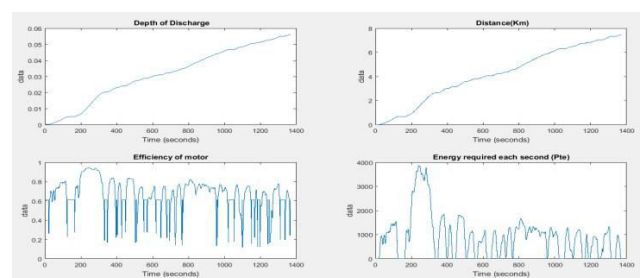 Depth of Discharge
0.06
0.05
0.04
0.03
0.02
0.01
0
data
0 200 400 600 800 1000 1200 1400
Time (seconds)
Distance(Km)
8
6
4
2
0
data
0 200 400 600 800 1000 1200 1400
Time (seconds)
Efficiency of motor
1
0.8
0.6
0.4
0.2
0
data
0 200 400 600 800 1000 1200 1400
Time (seconds)
Energy required each second (Pte)
4000
3000
2000
1000
0
data
0 200 400 600 800 1000 1200 1400
Time (seconds)